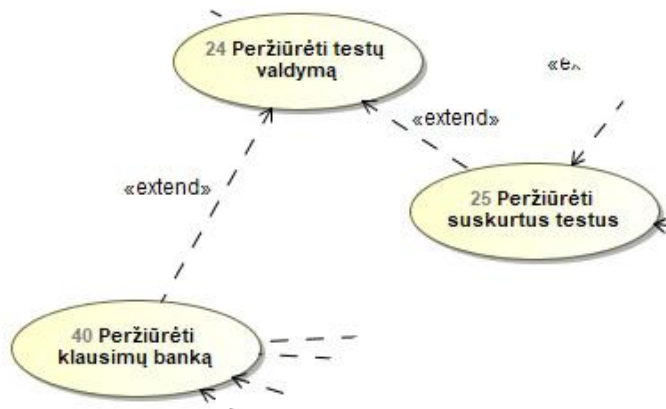 24 Peržiūrėti testų
valdymą
«extend»
«extend»
25 Peržiūrėti
suskurtus testus
40 Peržiūrėti
klausimų banką